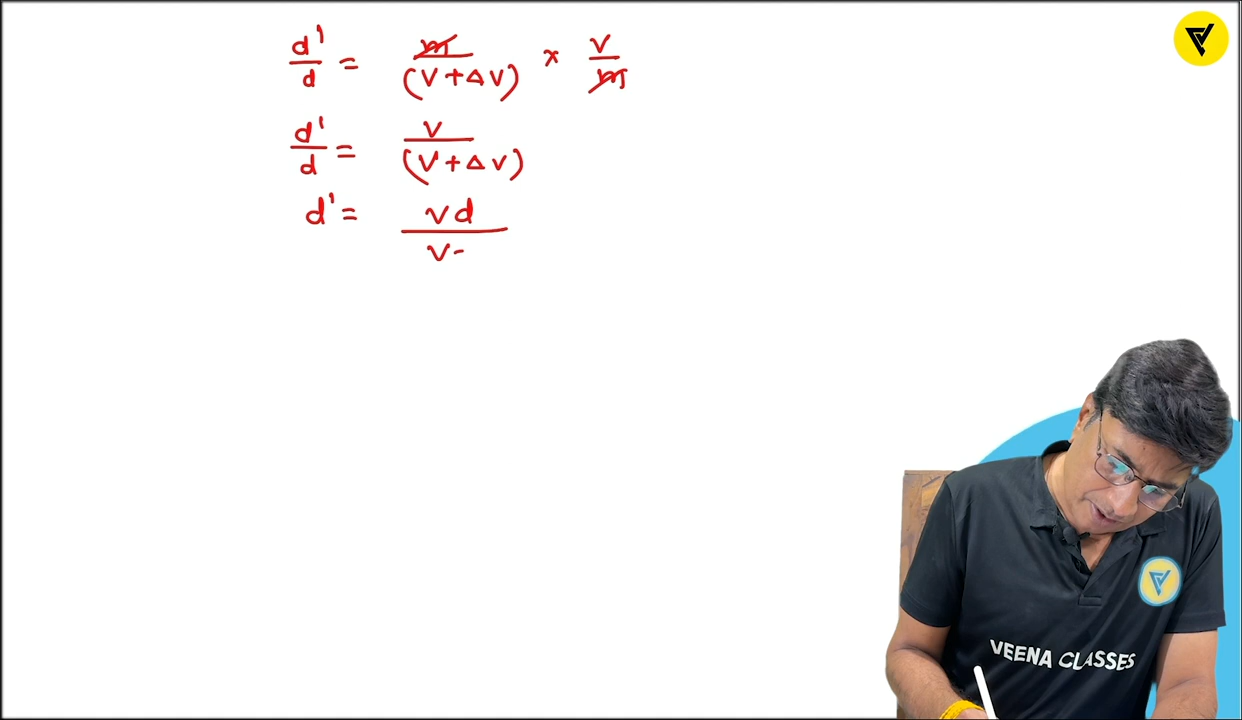 d'/d = m/(V+ΔV) × V/m
d'/d = V/(V+ΔV)
d' = Vd/V-
VEENA CLASSES